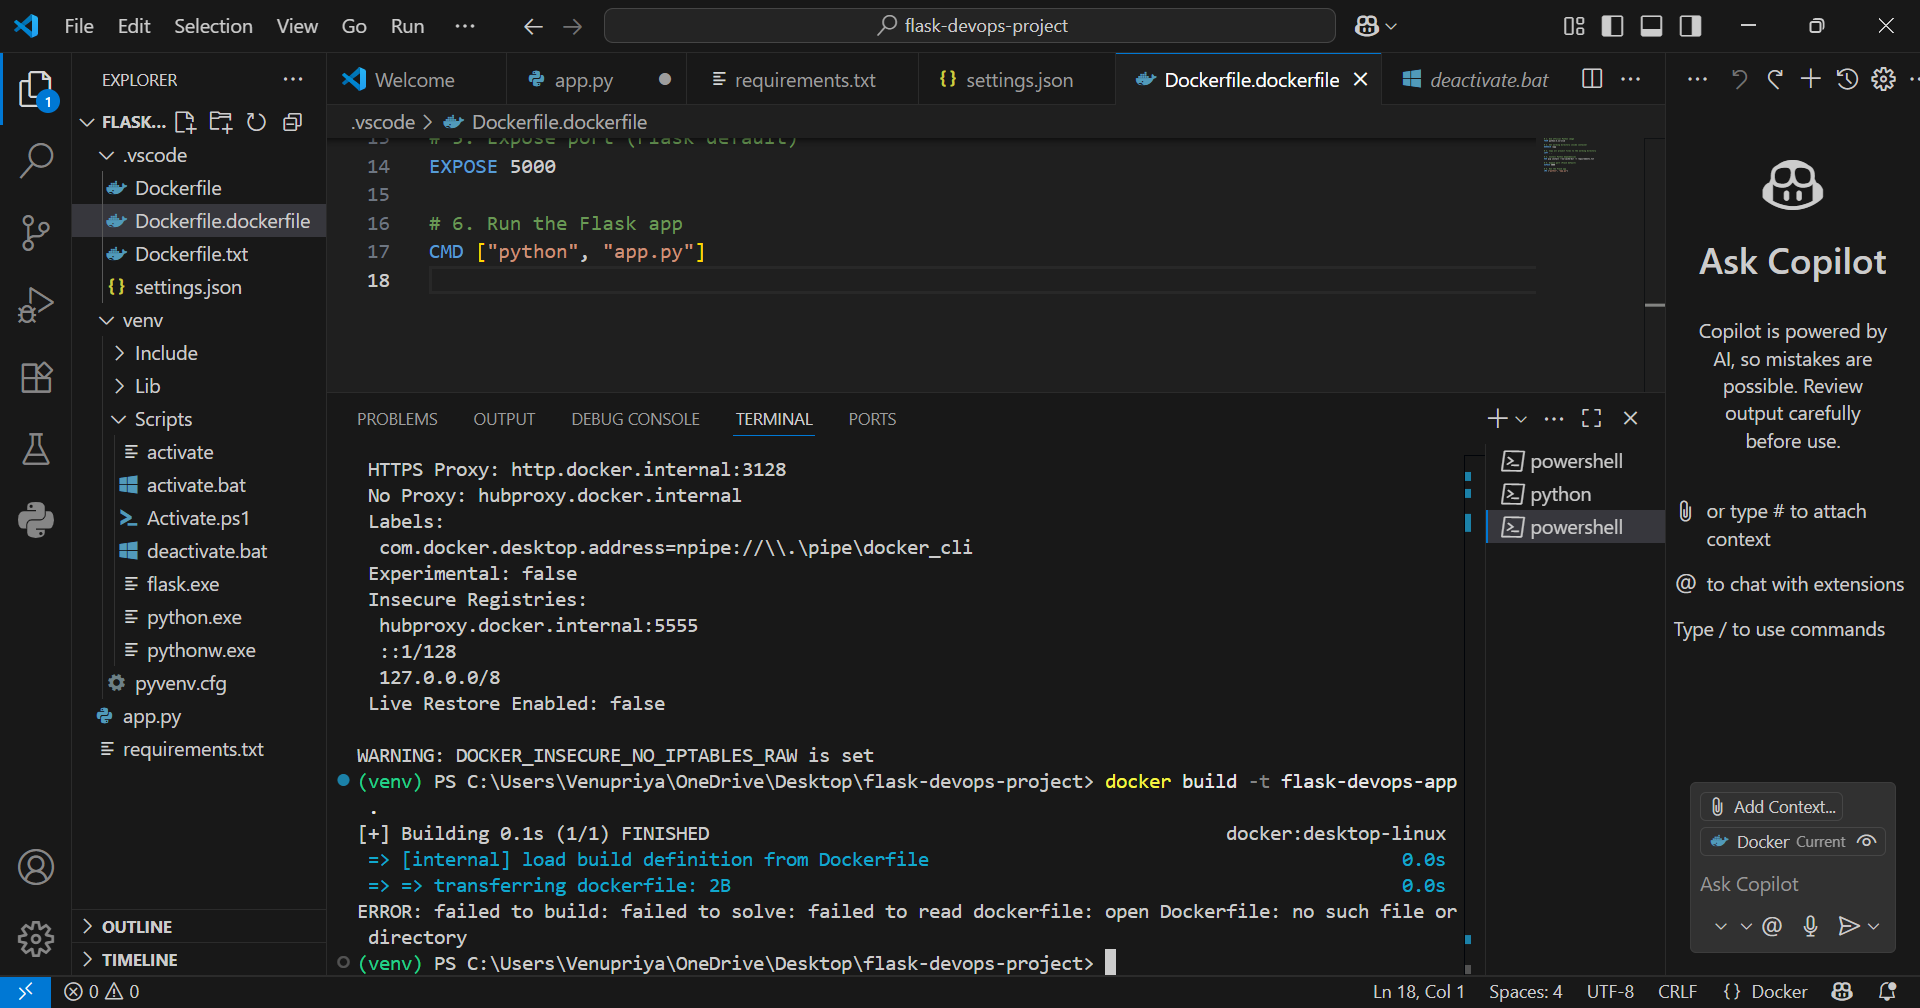 File Edit Selection View Go Run ··· flask-devops-project
EXPLORER
FLASK...
.vscode
Dockerfile
Dockerfile.dockerfile
Dockerfile.txt
settings.json
venv
Include
Lib
Scripts
activate
activate.bat
Activate.ps1
deactivate.bat
flask.exe
python.exe
pythonw.exe
pyvenv.cfg
app.py
requirements.txt
OUTLINE
TIMELINE
1
Welcome app.py requirements.txt settings.json Dockerfile.dockerfile deactivate.bat
.vscode > Dockerfile.dockerfile
13 # 5. Expose port (Flask default)
14 EXPOSE 5000
15
16 # 6. Run the Flask app
17 CMD ["python", "app.py"]
18
PROBLEMS OUTPUT DEBUG CONSOLE TERMINAL PORTS
HTTPS Proxy: http.docker.internal:3128
No Proxy: hubproxy.docker.internal
Labels:
com.docker.desktop.address=npipe://\\.\pipe\docker_cli
Experimental: false
Insecure Registries:
hubproxy.docker.internal:5555
::1/128
127.0.0.0/8
Live Restore Enabled: false
WARNING: DOCKER_INSECURE_NO_IPTABLES_RAW is set
(venv) PS C:\Users\Venupriya\OneDrive\Desktop\flask-devops-project> docker build -t flask-devops-app
.
[+] Building 0.1s (1/1) FINISHED docker:desktop-linux
=> [internal] load build definition from Dockerfile 0.0s
=> => transferring dockerfile: 2B 0.0s
ERROR: failed to build: failed to solve: failed to read dockerfile: open Dockerfile: no such file or
directory
(venv) PS C:\Users\Venupriya\OneDrive\Desktop\flask-devops-project>
powershell
python
powershell
Ask Copilot
Copilot is powered by
AI, so mistakes are
possible. Review
output carefully
before use.
or type # to attach
context
@ to chat with extensions
Type / to use commands
Add Context...
Docker Current
Ask Copilot
@
0 0 Ln 18, Col 1 Spaces: 4 UTF-8 CRLF {} Docker